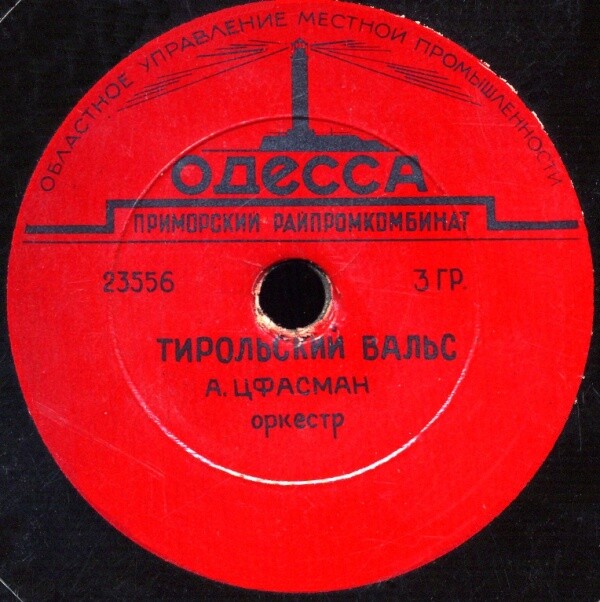 ОБЛАСТНОЕ УПРАВЛЕНИЕ МЕСТНОЙ ПРОМЫШЛЕННОСТИ
ОДЕССА
ПРИМОРСКИЙ РАЙПРОМКОМБИНАТ
23556 3 ГР.
ТИРОЛЬСКИЙ ВАЛЬС
А. ЦФАСМАН
оркестр